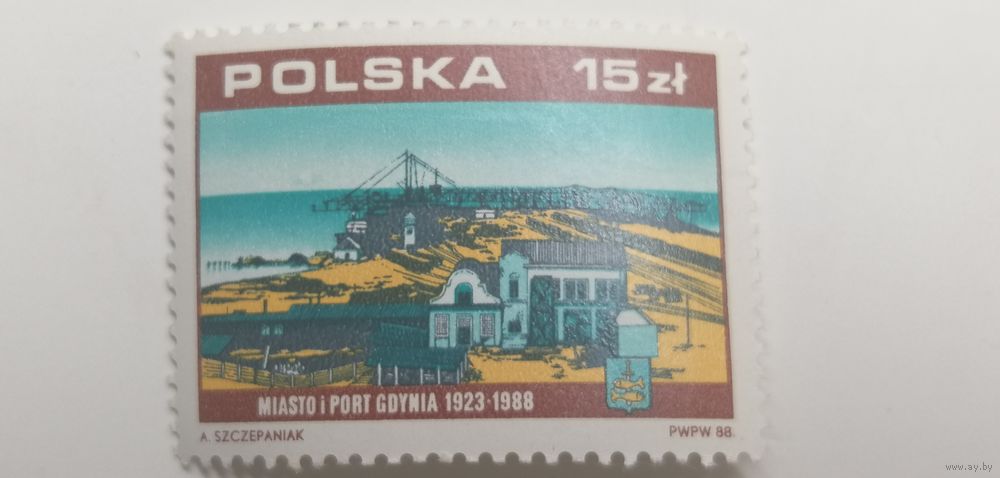 POLSKA 15 zł
MIASTO i PORT GDYNIA 1923-1988
A. SZCZEPANIAK PWPW 88.
www.ay.by